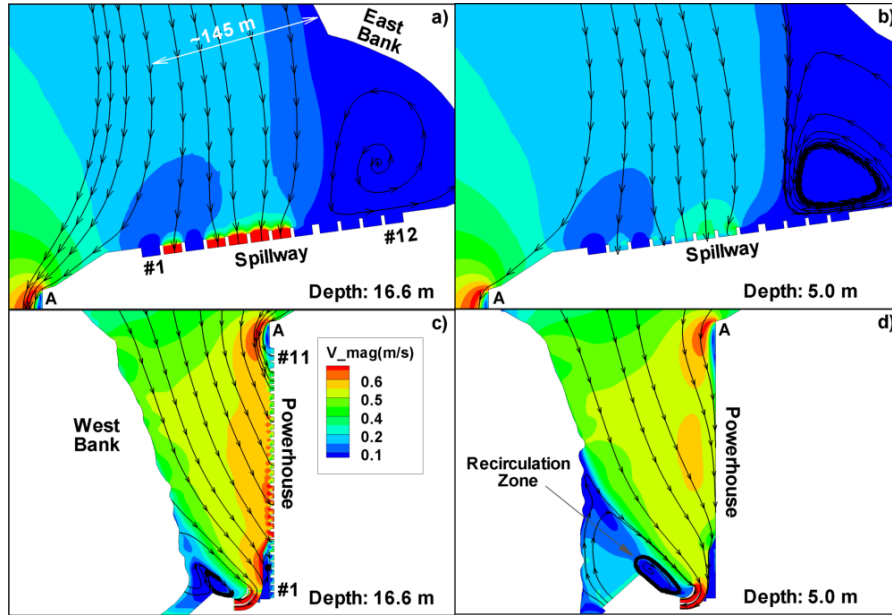 a)
East
Bank
~145 m
#1
Spillway
#12
A
Depth: 16.6 m
b)
Spillway
A
Depth: 5.0 m
c)
A
#11
V_mag(m/s)
0.6
0.5
0.4
0.2
0.1
West
Bank
Powerhouse
#1
Depth: 16.6 m
d)
A
Powerhouse
Recirculation
Zone
Depth: 5.0 m